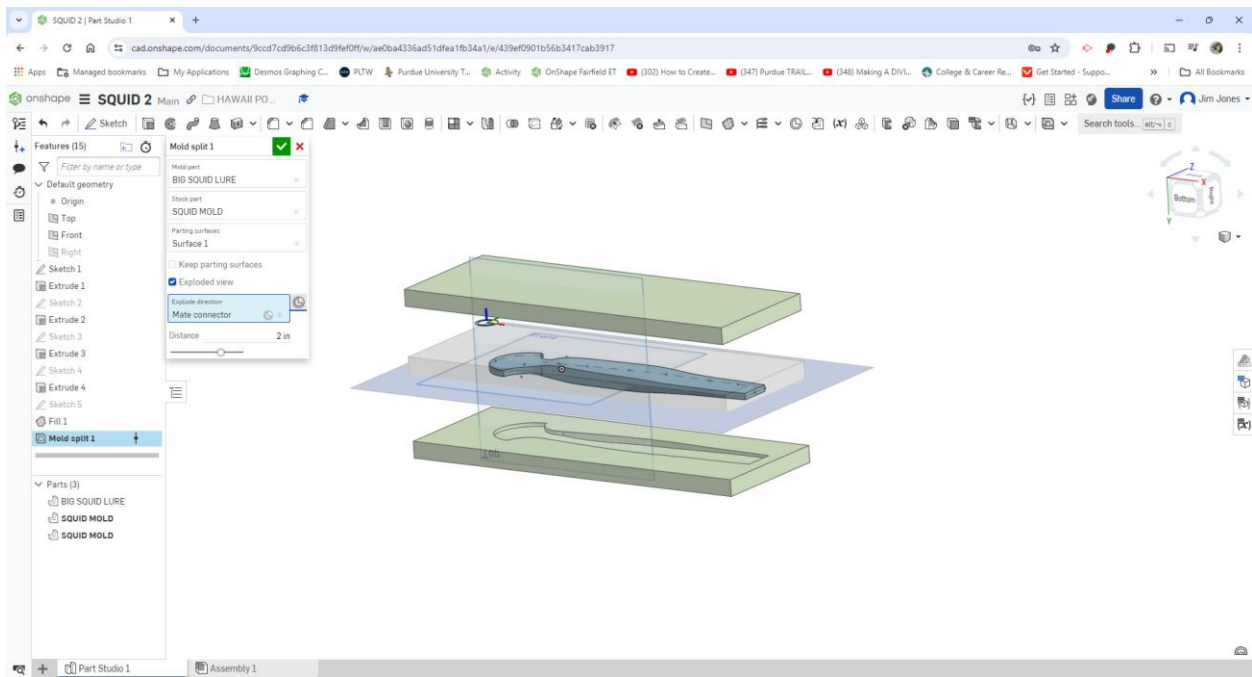 SQUID 2 | Part Studio 1
cad.onshape.com/documents/9ccd7cd9b6c3f813d9fef0ff/w/ae0ba4336ad51dfea1fb34a1/e/439ef0901b56b3417cab3917
Apps Managed bookmarks My Applications Desmos Graphing C... PLTW Purdue University T... Activity OnShape Fairfield ET (302) How to Create... (347) Purdue TRAIL... (348) Making A DIVI... College & Career Re... Get Started - Suppo... » All Bookmarks
onshape SQUID 2 Main HAWAII PO... Share Jim Jones
Sketch Search tools... alt/⌥ c
Features (15)
Filter by name or type
Default geometry
Origin
Top
Front
Right
Sketch 1
Extrude 1
Sketch 2
Extrude 2
Sketch 3
Extrude 3
Sketch 4
Extrude 4
Sketch 5
Fill 1
Mold split 1
Parts (3)
BIG SQUID LURE
SQUID MOLD
SQUID MOLD
Mold split 1
Mold part
BIG SQUID LURE
Stock part
SQUID MOLD
Parting surfaces
Surface 1
Keep parting surfaces
Exploded view
Explode direction
Mate connector
Distance 2 in
Z
X
Bottom
Y
Top
Part Studio 1 Assembly 1